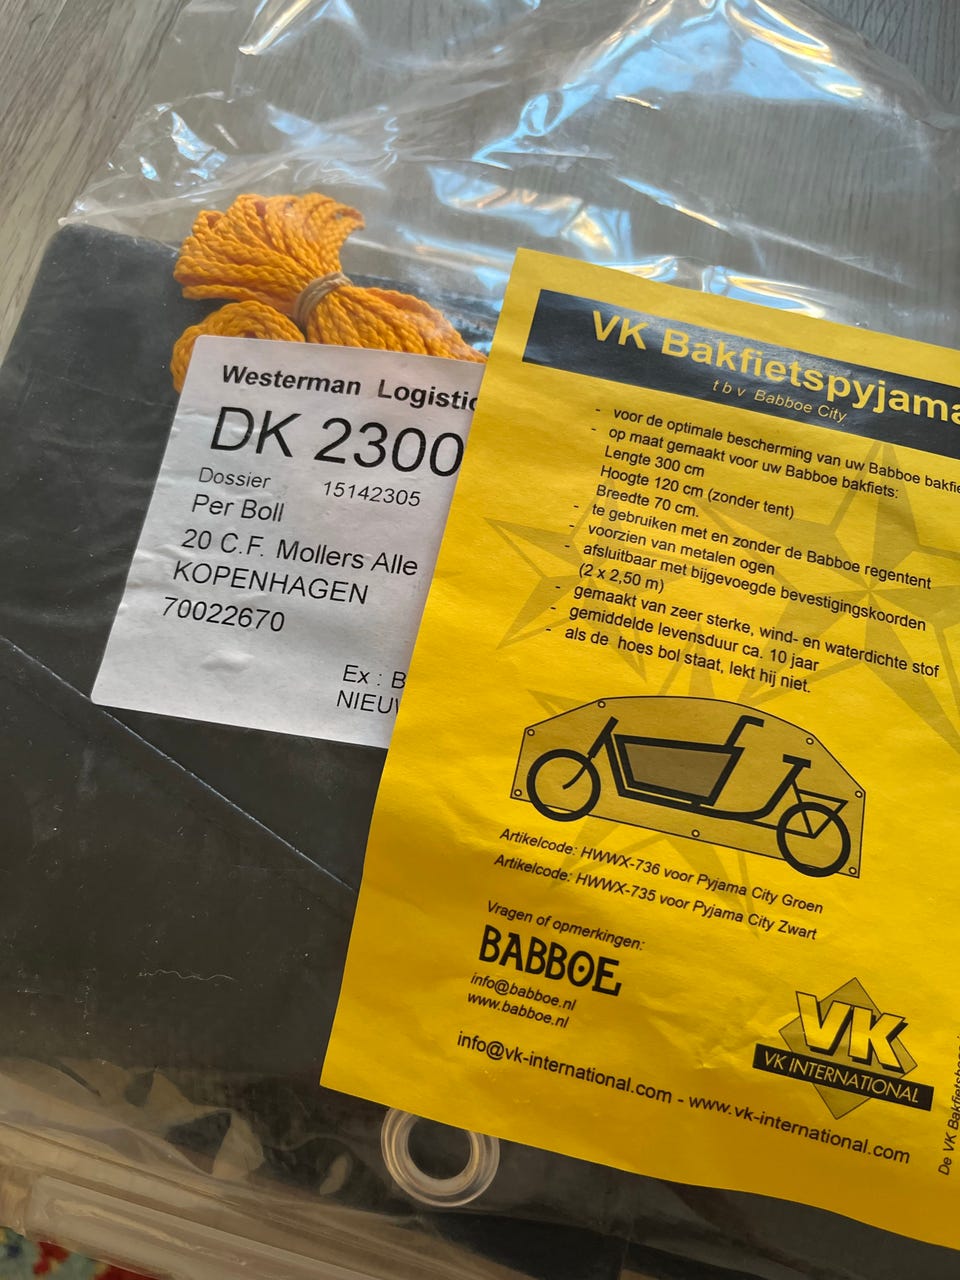 Westerman Logistic
DK 2300
Dossier 15142305
Per Boll
20 C.F. Mollers Alle
KOPENHAGEN
70022670
Ex : B
NIEUW
VK Bakfietspyjama
t b v Babboe City
- voor de optimale bescherming van uw Babboe bakfie
- op maat gemaakt voor uw Babboe bakfiets:
Lengte 300 cm
Hoogte 120 cm (zonder tent)
Breedte 70 cm.
- te gebruiken met en zonder de Babboe regentent
- voorzien van metalen ogen
- afsluitbaar met bijgevoegde bevestigingskoorden
(2 x 2,50 m)
- gemaakt van zeer sterke, wind- en waterdichte stof
- gemiddelde levensduur ca. 10 jaar
- als de hoes bol staat, lekt hij niet.
Artikelcode: HWWX-736 voor Pyjama City Groen
Artikelcode: HWWX-735 voor Pyjama City Zwart
Vragen of opmerkingen:
BABBOE
info@babboe.nl
www.babboe.nl
VK
VK INTERNATIONAL
info@vk-international.com - www.vk-international.com
De VK Bakfietshoes